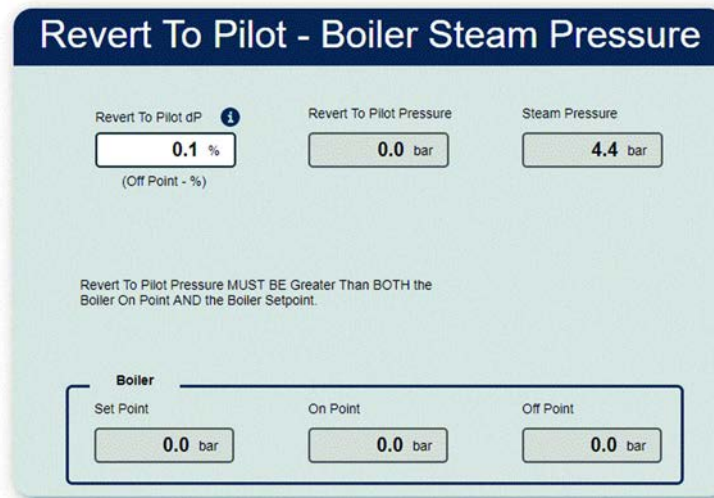 Revert To Pilot - Boiler Steam Pressure
Revert To Pilot dP i
Revert To Pilot Pressure
Steam Pressure
0.1 %
0.0 bar
4.4 bar
(Off Point - %)
Revert To Pilot Pressure MUST BE Greater Than BOTH the
Boiler On Point AND the Boiler Setpoint.
Boiler
Set Point
On Point
Off Point
0.0 bar
0.0 bar
0.0 bar